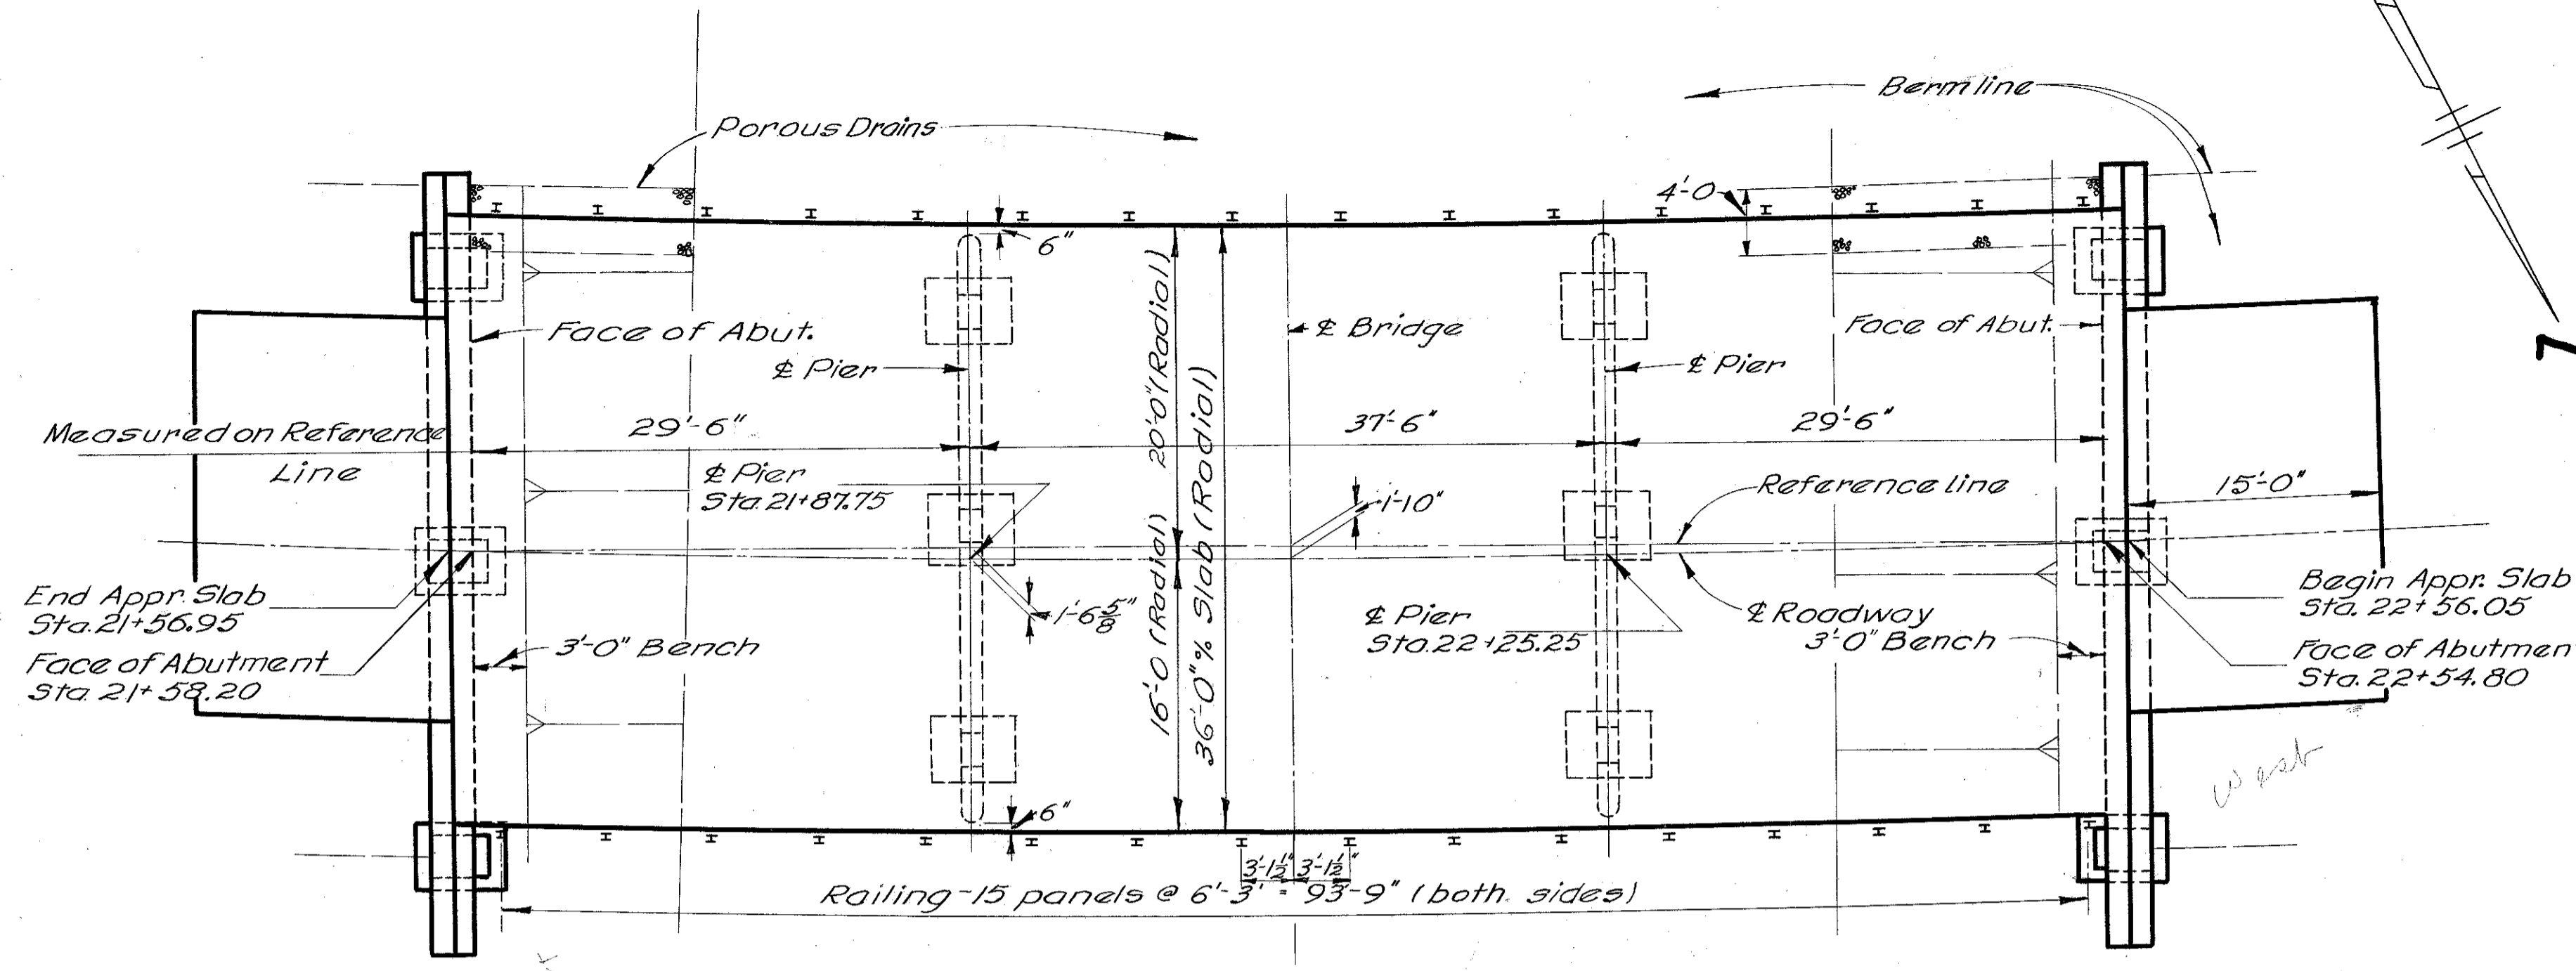 Porous Drains
Berm line
4'-0
6"
Face of Abut.
℄ Pier
℄ Bridge
Face of Abut.
℄ Pier
20'-0" (Radial)
36'-0" % Slab (Radial)
16'-0 (Radial)
Measured on Reference
Line
29'-6"
37'-6"
29'-6"
℄ Pier
Sta. 21+87.75
1'-10"
Reference line
15'-0"
End Appr. Slab
Sta. 21+56.95
Face of Abutment
Sta. 21+58.20
3'-0" Bench
1'-6 5/8"
℄ Pier
Sta. 22+25.25
℄ Roadway
3'-0" Bench
Begin Appr. Slab
Sta. 22+56.05
Face of Abutmen
Sta. 22+54.80
West
6"
3'-1½" 3'-1½"
Railing-15 panels @ 6'-3' = 93'-9" (both sides)